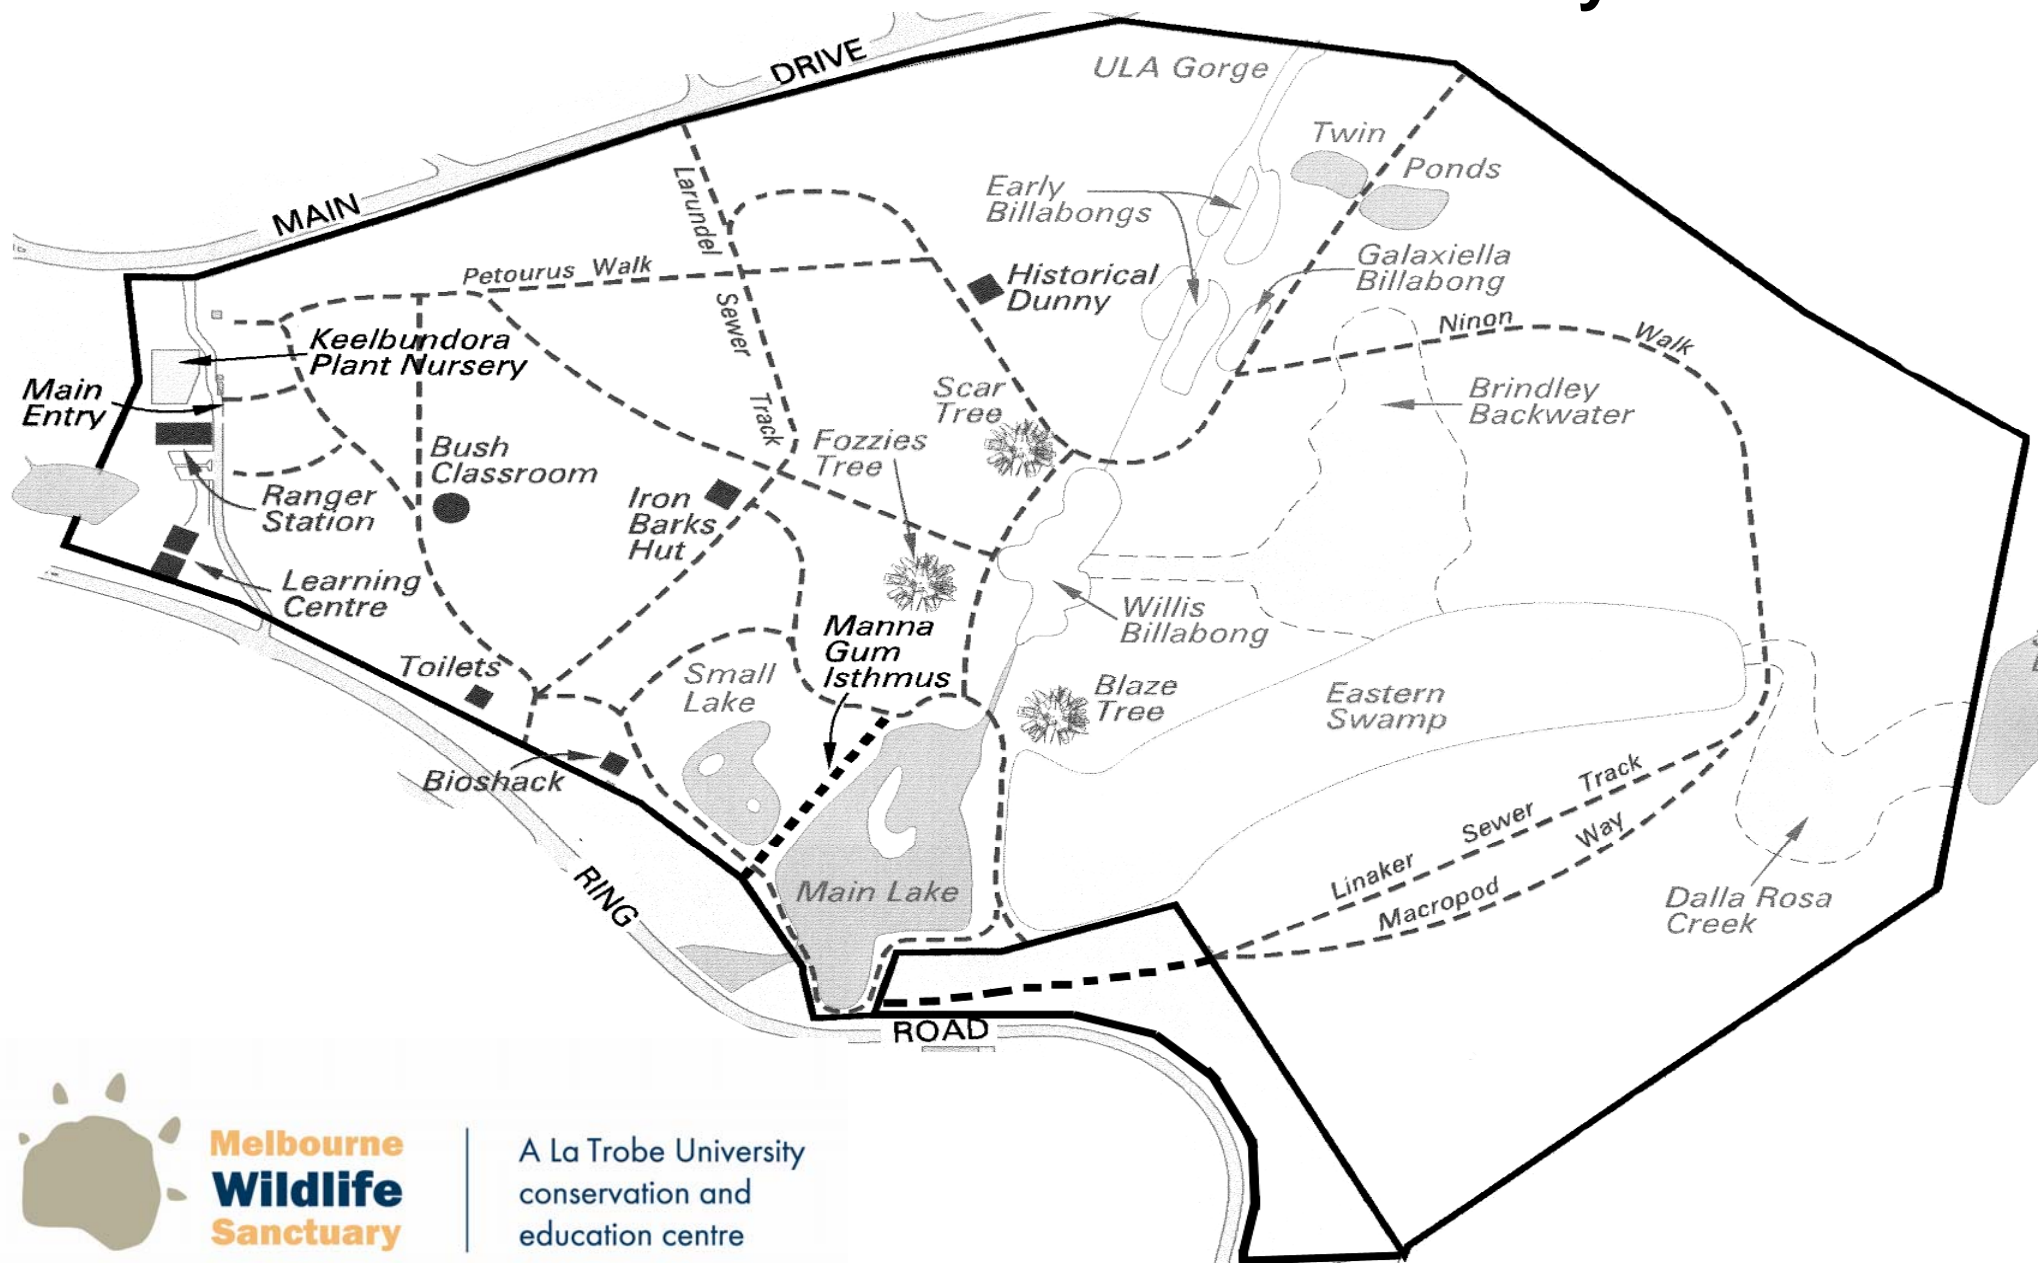 DRIVE
MAIN
ULA Gorge
Twin
Ponds
Early
Billabongs
Larundel
Sewer
Track
Petourus Walk
Historical
Dunny
Galaxiella
Billabong
Ninon
Walk
Keelbundora
Plant Nursery
Main
Entry
Scar
Tree
Brindley
Backwater
Bush
Classroom
Fozzies
Tree
Ranger
Station
Iron
Barks
Hut
Learning
Centre
Willis
Billabong
Manna
Gum
Isthmus
Toilets
Small
Lake
Blaze
Tree
Eastern
Swamp
Bioshack
Linaker
Sewer
Track
Macropod
Way
Main Lake
Dalla Rosa
Creek
RING
ROAD
Melbourne
Wildlife
Sanctuary
A La Trobe University
conservation and
education centre